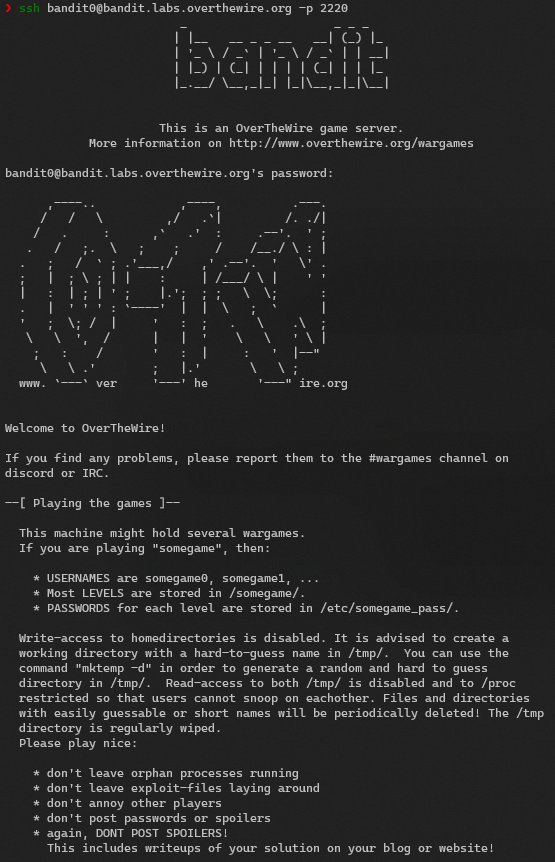 ❯ ssh bandit0@bandit.labs.overthewire.org -p 2220
bandit
This is an OverTheWire game server.
More information on http://www.overthewire.org/wargames
bandit0@bandit.labs.overthewire.org's password:
www. ver he ire.org
Welcome to OverTheWire!
If you find any problems, please report them to the #wargames channel on
discord or IRC.
--[ Playing the games ]--
This machine might hold several wargames.
If you are playing "somegame", then:
* USERNAMES are somegame0, somegame1, ...
* Most LEVELS are stored in /somegame/.
* PASSWORDS for each level are stored in /etc/somegame_pass/.
Write-access to homedirectories is disabled. It is advised to create a
working directory with a hard-to-guess name in /tmp/.  You can use the
command "mktemp -d" in order to generate a random and hard to guess
directory in /tmp/.  Read-access to both /tmp/ is disabled and to /proc
restricted so that users cannot snoop on eachother. Files and directories
with easily guessable or short names will be periodically deleted! The /tmp
directory is regularly wiped.
Please play nice:
* don't leave orphan processes running
* don't leave exploit-files laying around
* don't annoy other players
* don't post passwords or spoilers
* again, DONT POST SPOILERS!
This includes writeups of your solution on your blog or website!